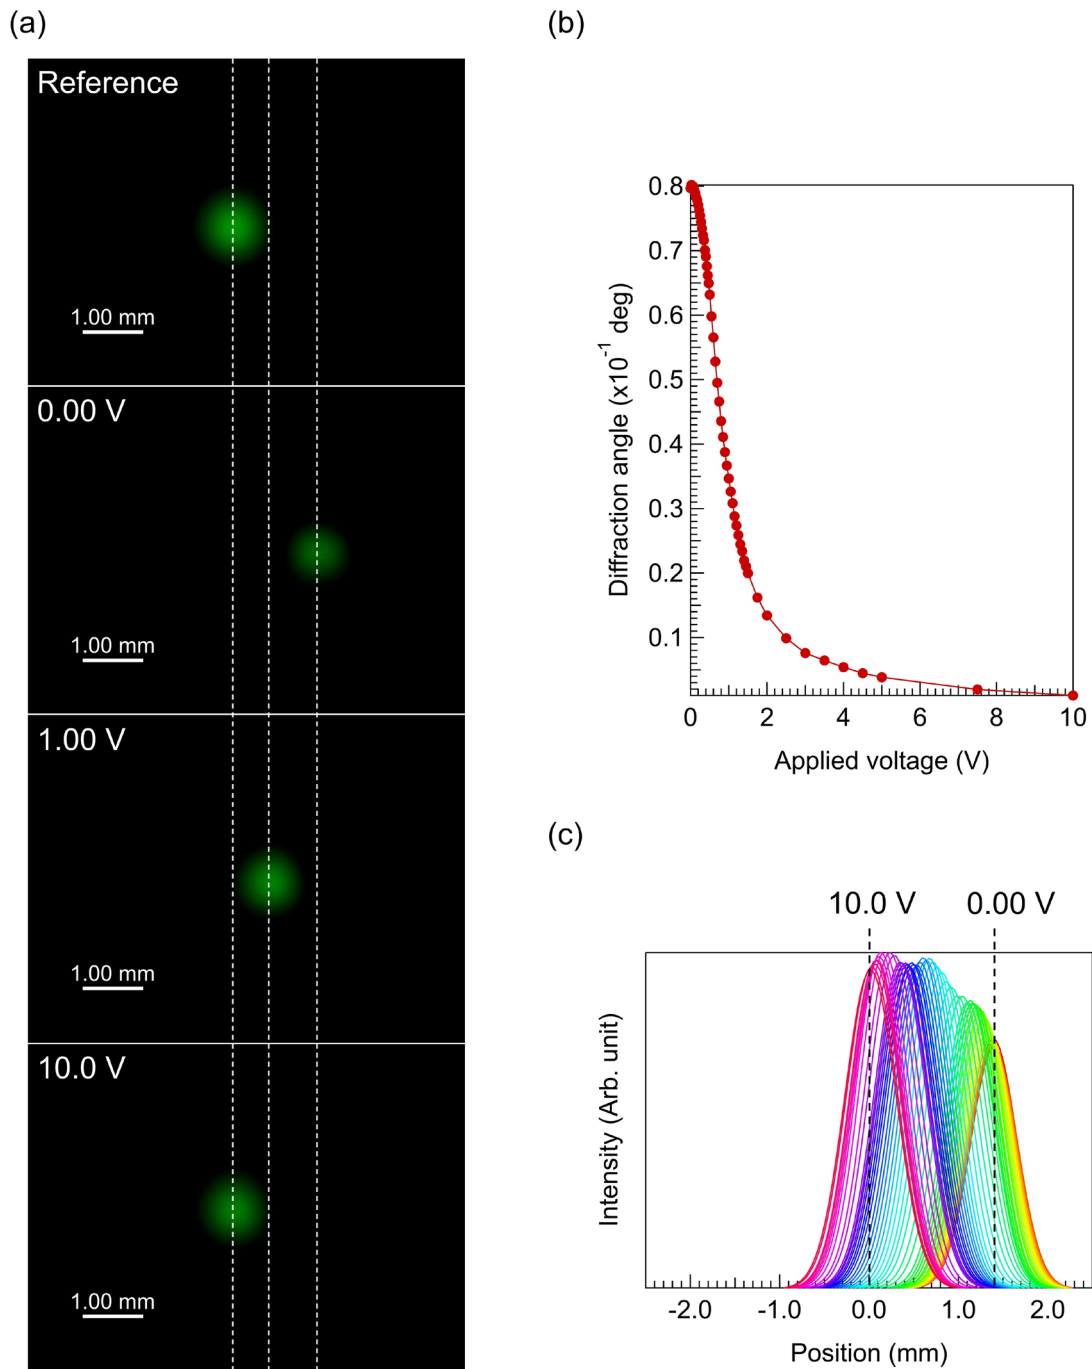 (a)
Reference
1.00 mm
0.00 V
1.00 mm
1.00 V
1.00 mm
10.0 V
1.00 mm
(b)
0.8
0.7
0.6
0.5
0.4
0.3
0.2
0.1
Diffraction angle (x10⁻¹ deg)
0 2 4 6 8 10
Applied voltage (V)
(c)
10.0 V 0.00 V
Intensity (Arb. unit)
-2.0 -1.0 0.0 1.0 2.0
Position (mm)